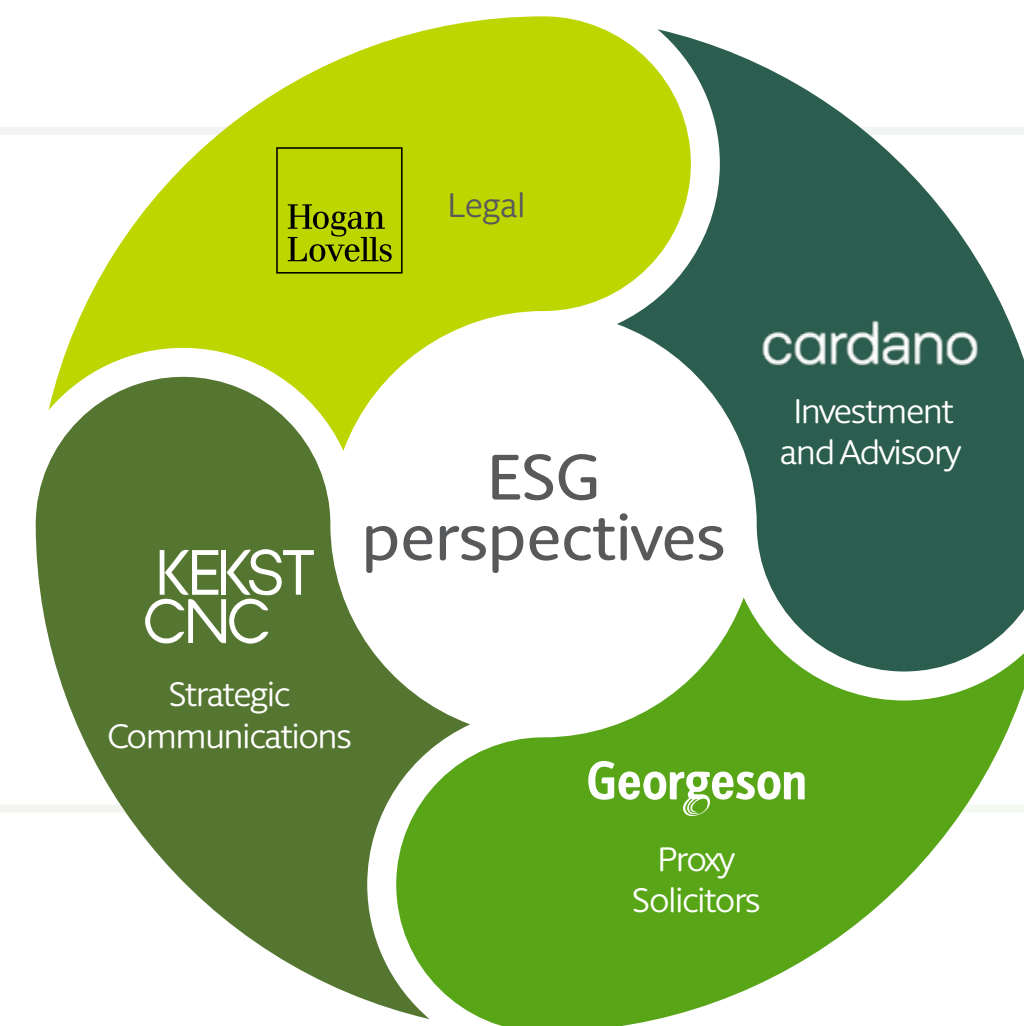 Hogan
Lovells
Legal
cardano
Investment
and Advisory
ESG
perspectives
KEKST
CNC
Strategic
Communications
Georgeson
Proxy
Solicitors